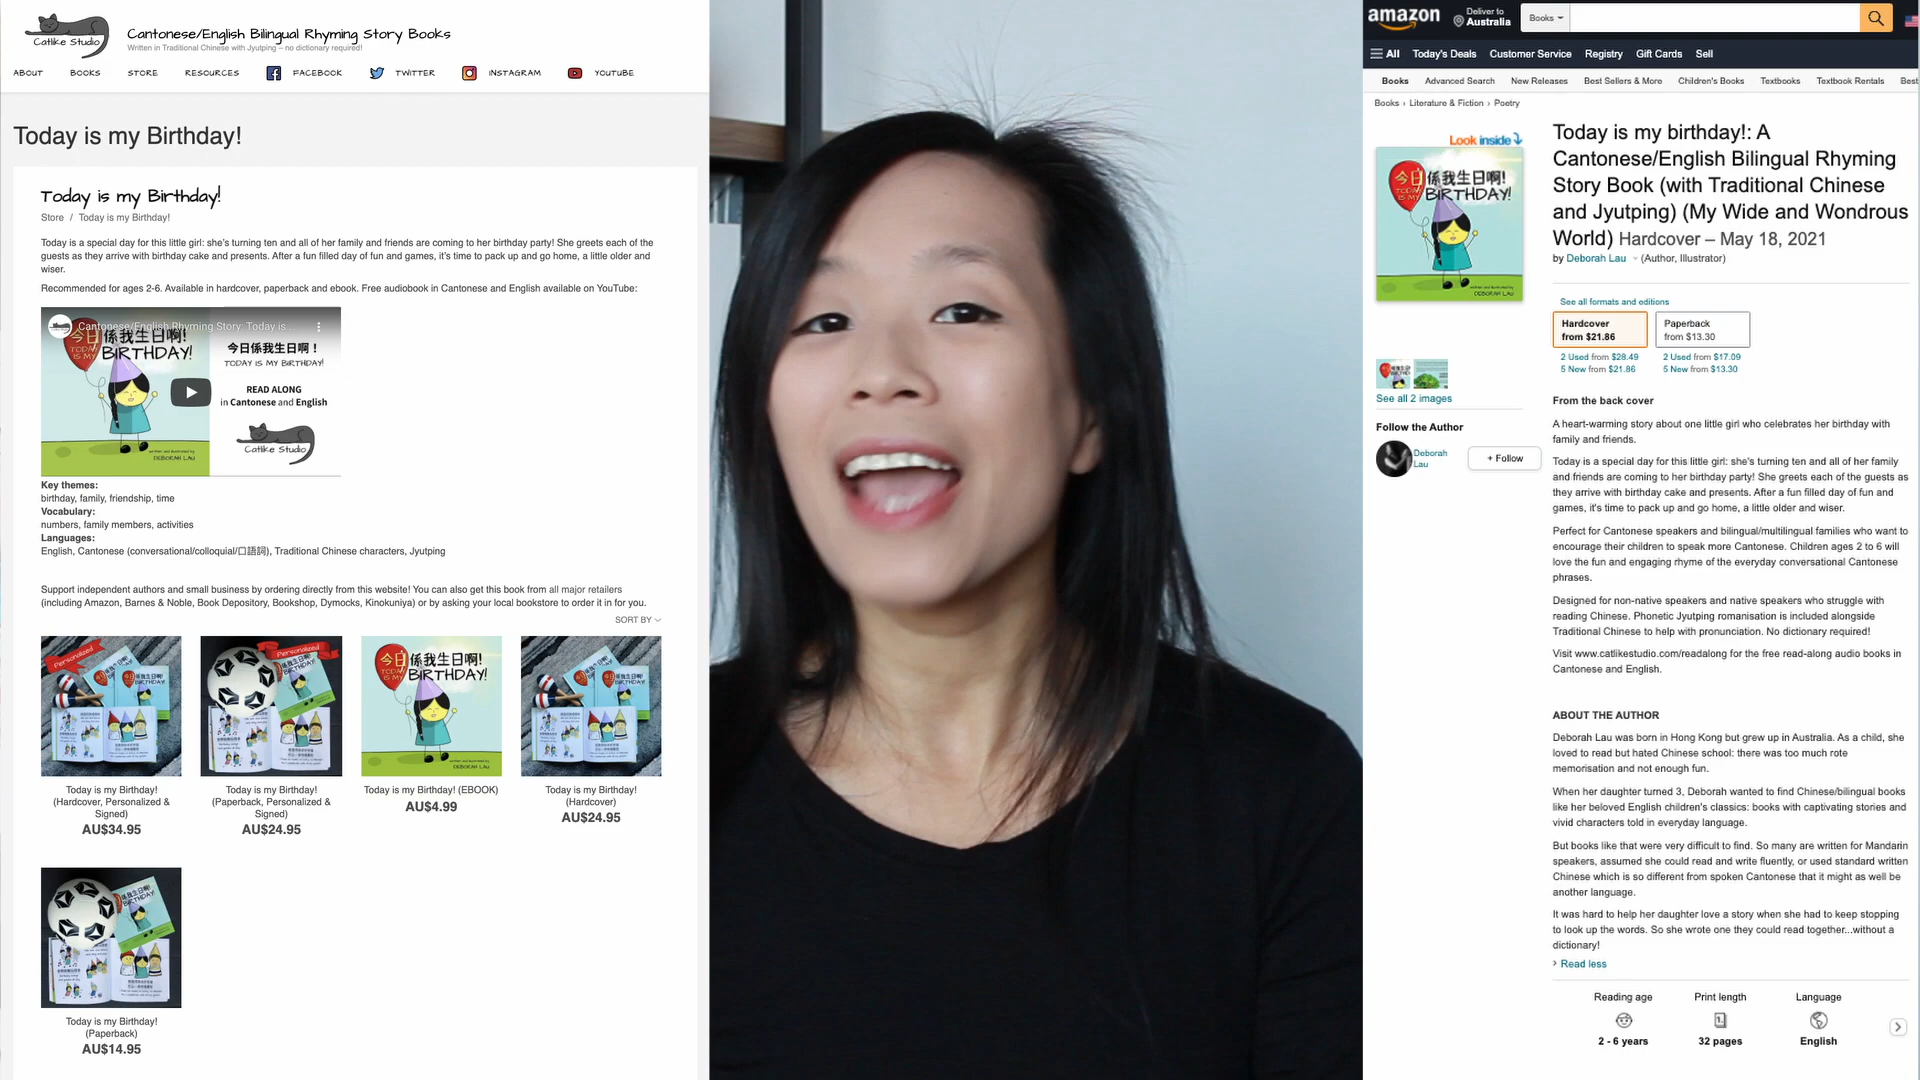 Catlike Studio
Cantonese/English Bilingual Rhyming Story Books
Written in Traditional Chinese with Jyutping – no dictionary required!
ABOUT BOOKS STORE RESOURCES FACEBOOK TWITTER INSTAGRAM YOUTUBE
Today is my Birthday!
Today is my Birthday!
Store / Today is my Birthday!
Today is a special day for this little girl: she's turning ten and all of her family and friends are coming to her birthday party! She greets each of the
guests as they arrive with birthday cake and presents. After a fun filled day of fun and games, it's time to pack up and go home, a little older and
wiser.
Recommended for ages 2-6. Available in hardcover, paperback and ebook. Free audiobook in Cantonese and English available on YouTube:
Cantonese/English Rhyming Story: Today is...
今日係我生日啊!
TODAY IS MY BIRTHDAY!
written and illustrated by
DEBORAH LAU
今日係我生日啊！
TODAY IS MY BIRTHDAY!
READ ALONG
in Cantonese and English
Catlike Studio
Key themes:
birthday, family, friendship, time
Vocabulary:
numbers, family members, activities
Languages:
English, Cantonese (conversational/colloquial/口語詞), Traditional Chinese characters, Jyutping
Support independent authors and small business by ordering directly from this website! You can also get this book from all major retailers
(including Amazon, Barnes & Noble, Book Depository, Bookshop, Dymocks, Kinokuniya) or by asking your local bookstore to order it in for you.
SORT BY
Personalized
Personalized
今日係我生日啊!
TODAY IS MY BIRTHDAY!
written and illustrated by
DEBORAH LAU
Today is my Birthday!
(Hardcover, Personalized &
Signed)
AU$34.95
Today is my Birthday!
(Paperback, Personalized &
Signed)
AU$24.95
Today is my Birthday! (EBOOK)
AU$4.99
Today is my Birthday!
(Hardcover)
AU$24.95
Today is my Birthday!
(Paperback)
AU$14.95
amazon
Deliver to
Australia
Books
All Today's Deals Customer Service Registry Gift Cards Sell
Books Advanced Search New Releases Best Sellers & More Children's Books Textbooks Textbook Rentals Best
Books › Literature & Fiction › Poetry
Look inside
今日係我生日啊!
TODAY IS MY BIRTHDAY!
written and illustrated by
DEBORAH LAU
See all 2 images
Follow the Author
Deborah
Lau
+ Follow
Today is my birthday!: A
Cantonese/English Bilingual Rhyming
Story Book (with Traditional Chinese
and Jyutping) (My Wide and Wondrous
World) Hardcover – May 18, 2021
by Deborah Lau (Author, Illustrator)
See all formats and editions
Hardcover
from $21.86
Paperback
from $13.30
2 Used from $28.49
5 New from $21.86
2 Used from $17.09
5 New from $13.30
From the back cover
A heart-warming story about one little girl who celebrates her birthday with
family and friends.
Today is a special day for this little girl: she's turning ten and all of her family
and friends are coming to her birthday party! She greets each of the guests as
they arrive with birthday cake and presents. After a fun filled day of fun and
games, it's time to pack up and go home, a little older and wiser.
Perfect for Cantonese speakers and bilingual/multilingual families who want to
encourage their children to speak more Cantonese. Children ages 2 to 6 will
love the fun and engaging rhyme of the everyday conversational Cantonese
phrases.
Designed for non-native speakers and native speakers who struggle with
reading Chinese. Phonetic Jyutping romanisation is included alongside
Traditional Chinese to help with pronunciation. No dictionary required!
Visit www.catlikestudio.com/readalong for the free read-along audio books in
Cantonese and English.
ABOUT THE AUTHOR
Deborah Lau was born in Hong Kong but grew up in Australia. As a child, she
loved to read but hated Chinese school: there was too much rote
memorisation and not enough fun.
When her daughter turned 3, Deborah wanted to find Chinese/bilingual books
like her beloved English children's classics: books with captivating stories and
vivid characters told in everyday language.
But books like that were very difficult to find. So many are written for Mandarin
speakers, assumed she could read and write fluently, or used standard written
Chinese which is so different from spoken Cantonese that it might as well be
another language.
It was hard to help her daughter love a story when she had to keep stopping
to look up the words. So she wrote one they could read together...without a
dictionary!
Read less
Reading age
2 - 6 years
Print length
32 pages
Language
English